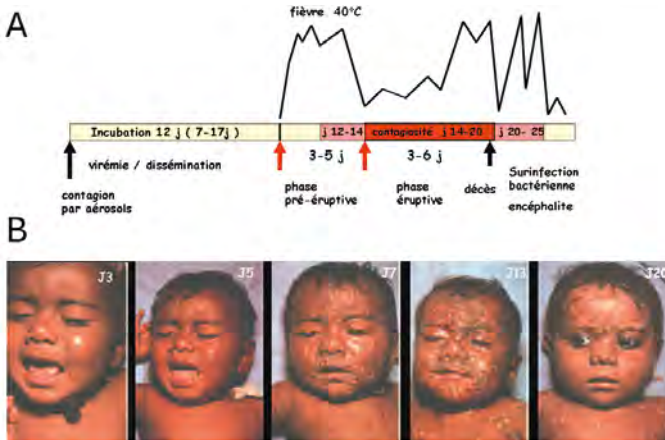 A
fièvre 40°C
Incubation 12 j ( 7-17j )
j 12-14
contagiosité j 14-20
j 20- 25
virémie / dissémination
3-5 j
3-6 j
contagion
par aérosols
phase
pré-éruptive
phase
éruptive
décès
Surinfection
bactérienne
encéphalite
B
J3
J5
J7
J13
J20